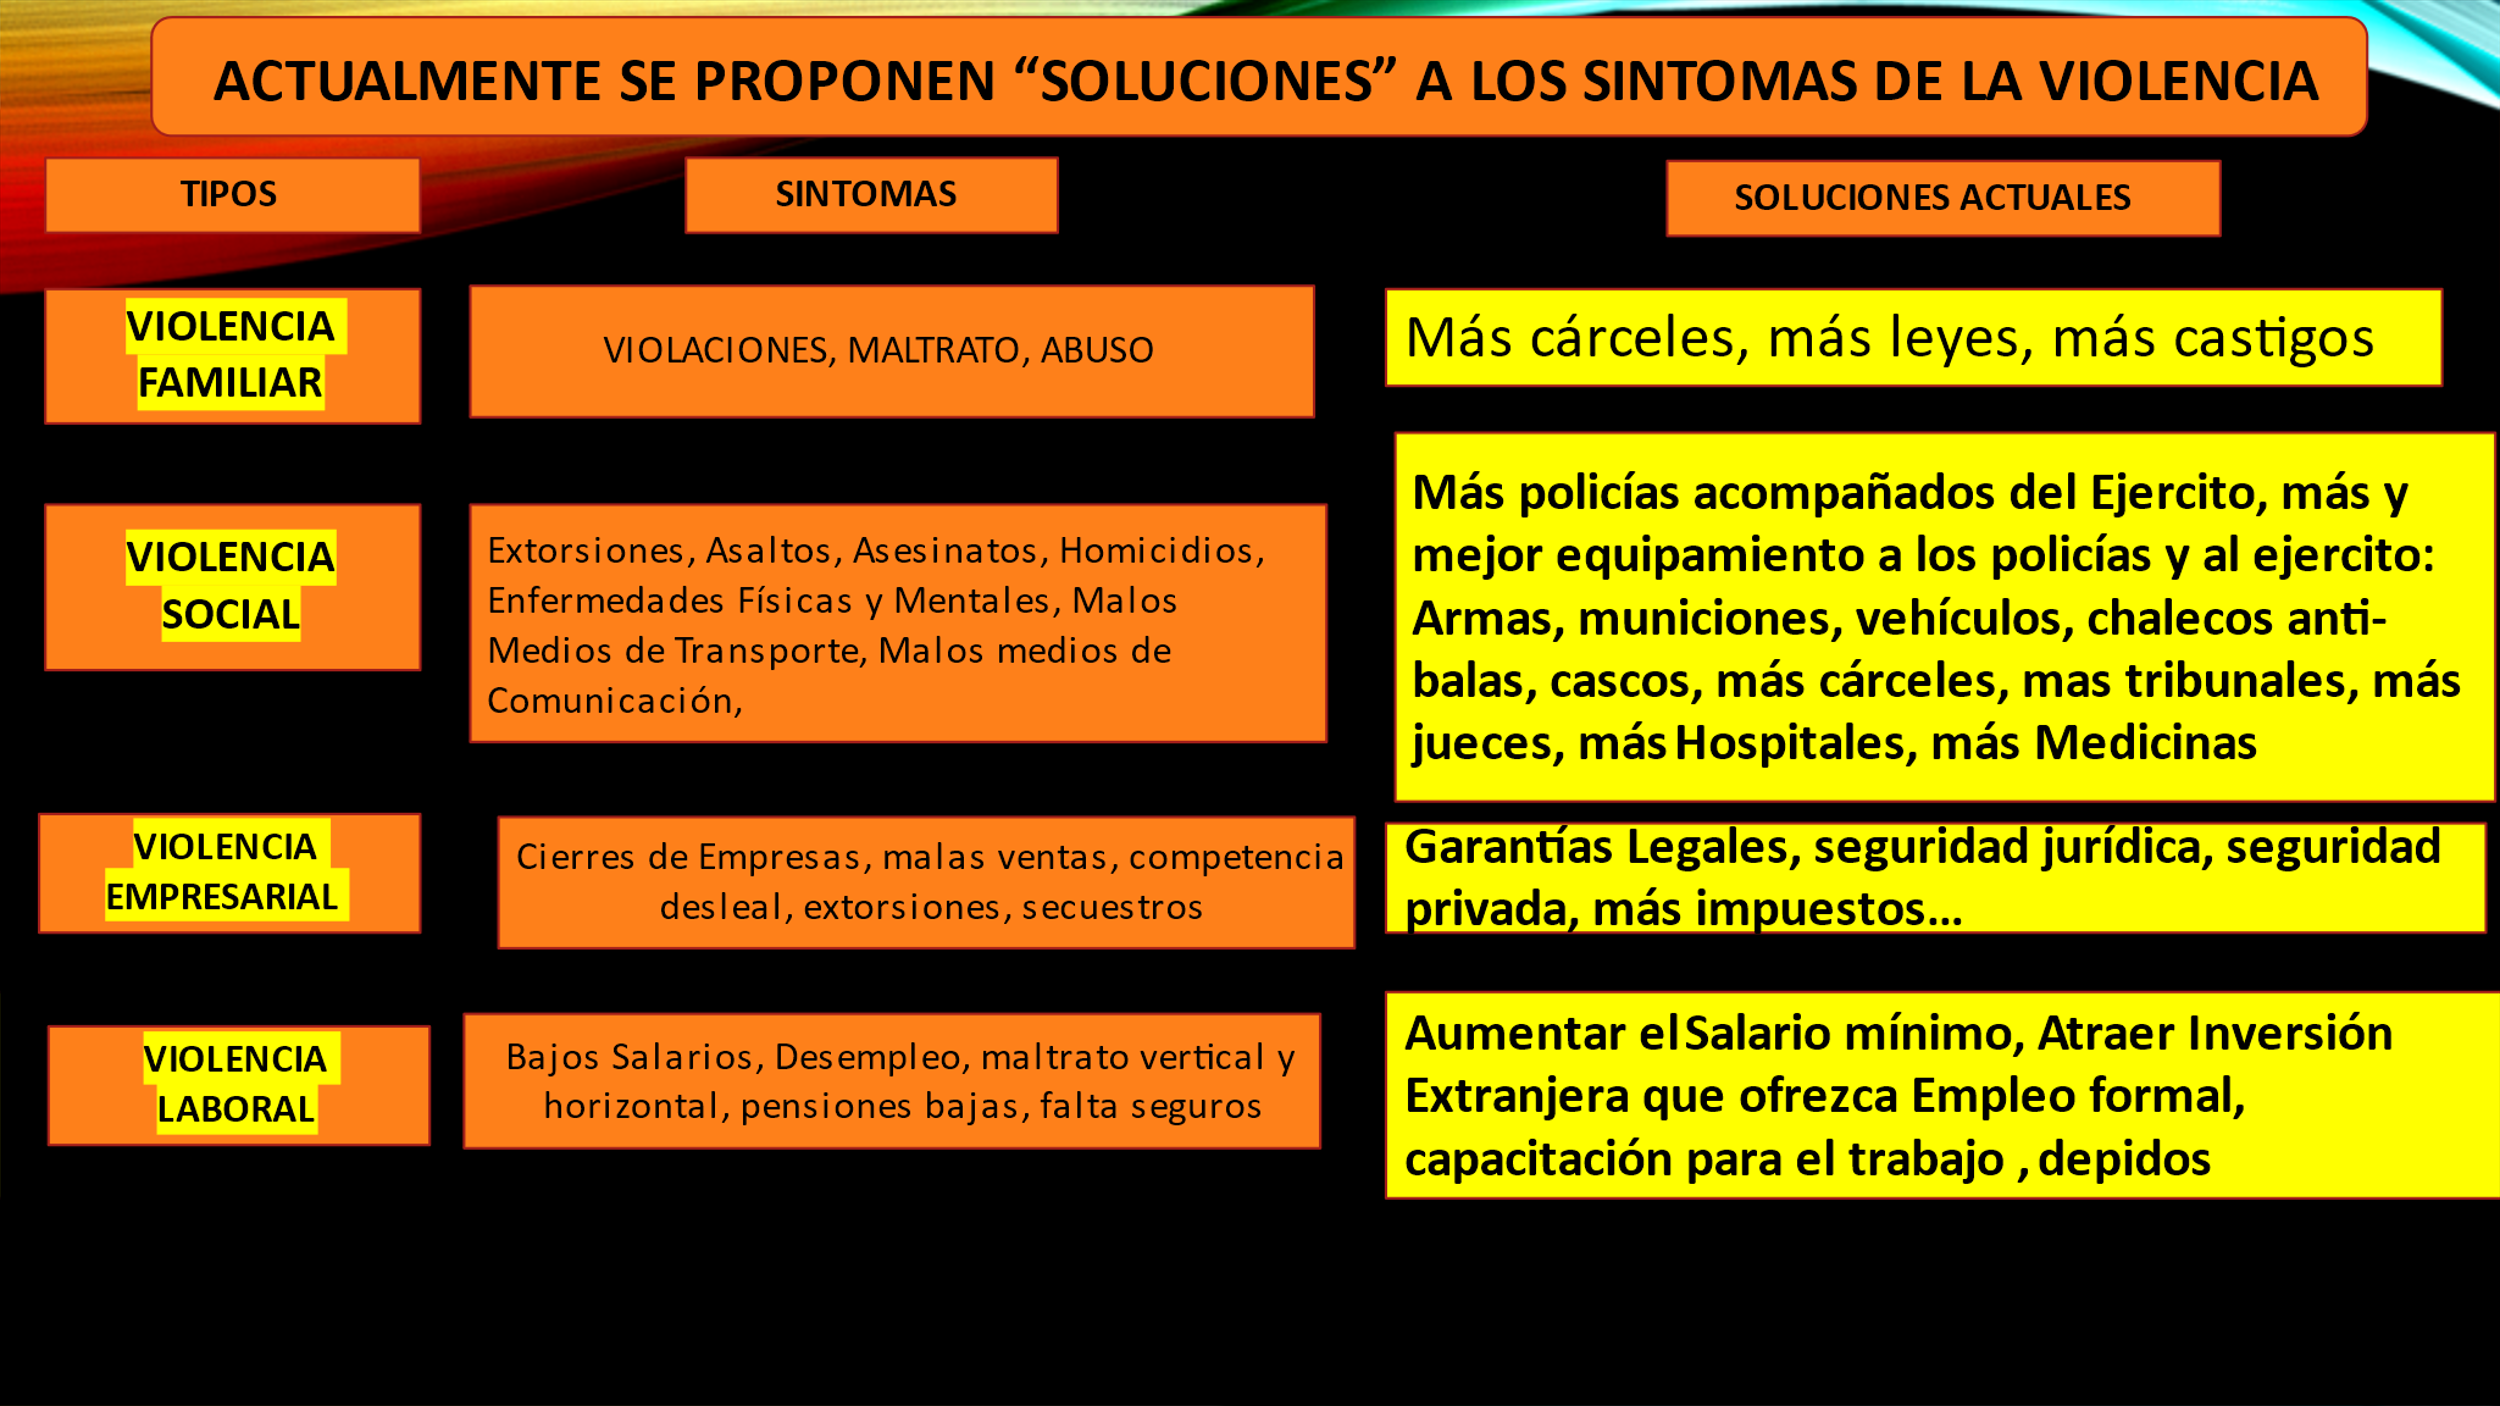 ACTUALMENTE SE PROPONEN “SOLUCIONES” A LOS SINTOMAS DE LA VIOLENCIA
TIPOS
SINTOMAS
SOLUCIONES ACTUALES
VIOLENCIA
FAMILIAR
VIOLACIONES, MALTRATO, ABUSO
Más cárceles, más leyes, más castigos
VIOLENCIA
SOCIAL
Extorsiones, Asaltos, Asesinatos, Homicidios,
Enfermedades Físicas y Mentales, Malos
Medios de Transporte, Malos medios de
Comunicación,
Más policías acompañados del Ejercito, más y
mejor equipamiento a los policías y al ejercito:
Armas, municiones, vehículos, chalecos anti-
balas, cascos, más cárceles, mas tribunales, más
jueces, más Hospitales, más Medicinas
VIOLENCIA
EMPRESARIAL
Cierres de Empresas, malas ventas, competencia
desleal, extorsiones, secuestros
Garantías Legales, seguridad jurídica, seguridad
privada, más impuestos...
VIOLENCIA
LABORAL
Bajos Salarios, Desempleo, maltrato vertical y
horizontal, pensiones bajas, falta seguros
Aumentar el Salario mínimo, Atraer Inversión
Extranjera que ofrezca Empleo formal,
capacitación para el trabajo , depidos